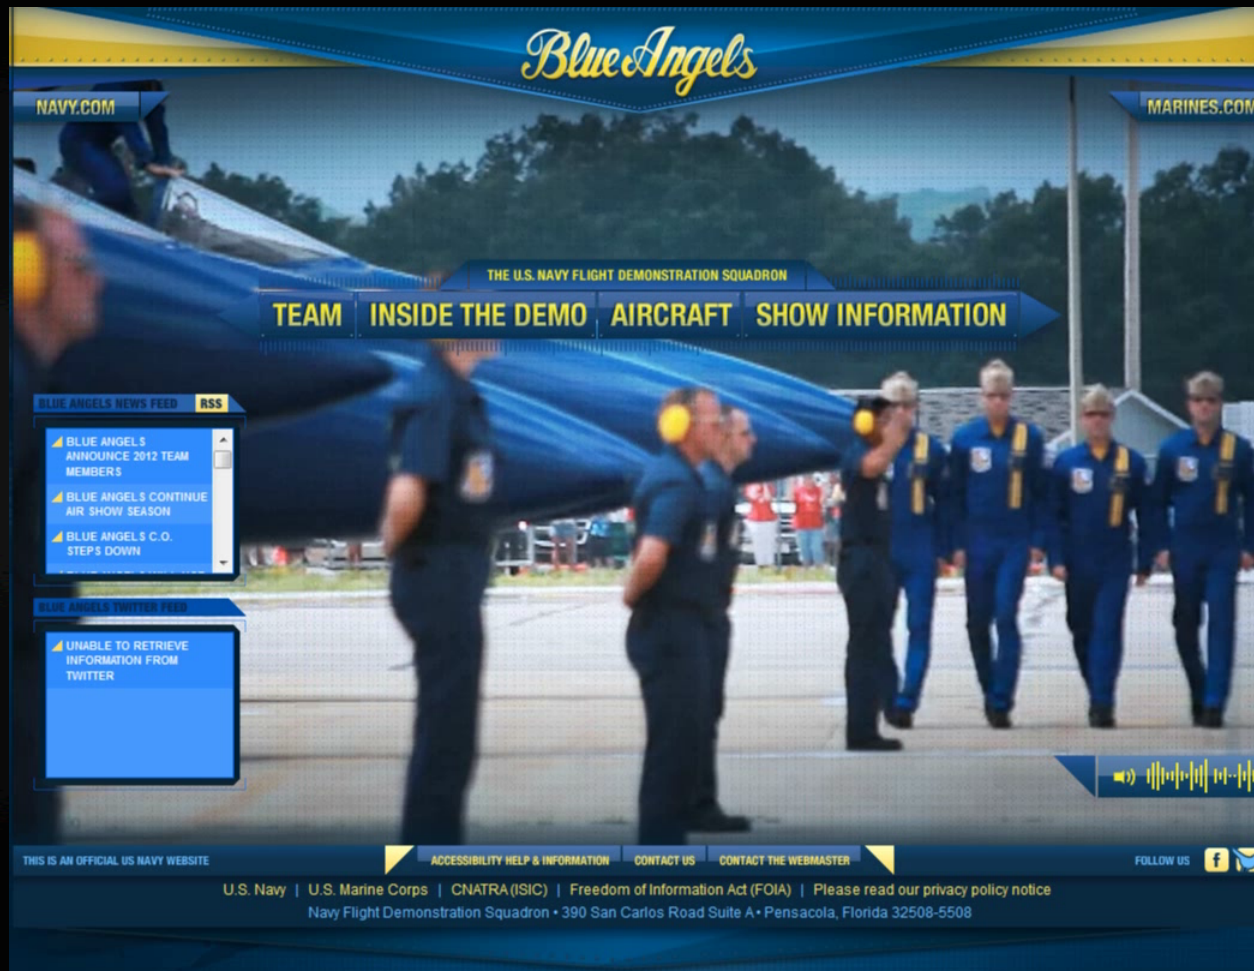 Blue Angels
NAVY.COM
MARINES.COM
THE U.S. NAVY FLIGHT DEMONSTRATION SQUADRON
TEAM INSIDE THE DEMO AIRCRAFT SHOW INFORMATION
BLUE ANGELS NEWS FEED RSS
BLUE ANGELS
ANNOUNCE 2012 TEAM
MEMBERS
BLUE ANGELS CONTINUE
AIR SHOW SEASON
BLUE ANGELS C.O.
STEPS DOWN
BLUE ANGELS TWITTER FEED
UNABLE TO RETRIEVE
INFORMATION FROM
TWITTER
THIS IS AN OFFICIAL US NAVY WEBSITE
ACCESSIBILITY HELP & INFORMATION CONTACT US CONTACT THE WEBMASTER
FOLLOW US f
U.S. Navy | U.S. Marine Corps | CNATRA (ISIC) | Freedom of Information Act (FOIA) | Please read our privacy policy notice
Navy Flight Demonstration Squadron • 390 San Carlos Road Suite A • Pensacola, Florida 32508-5508